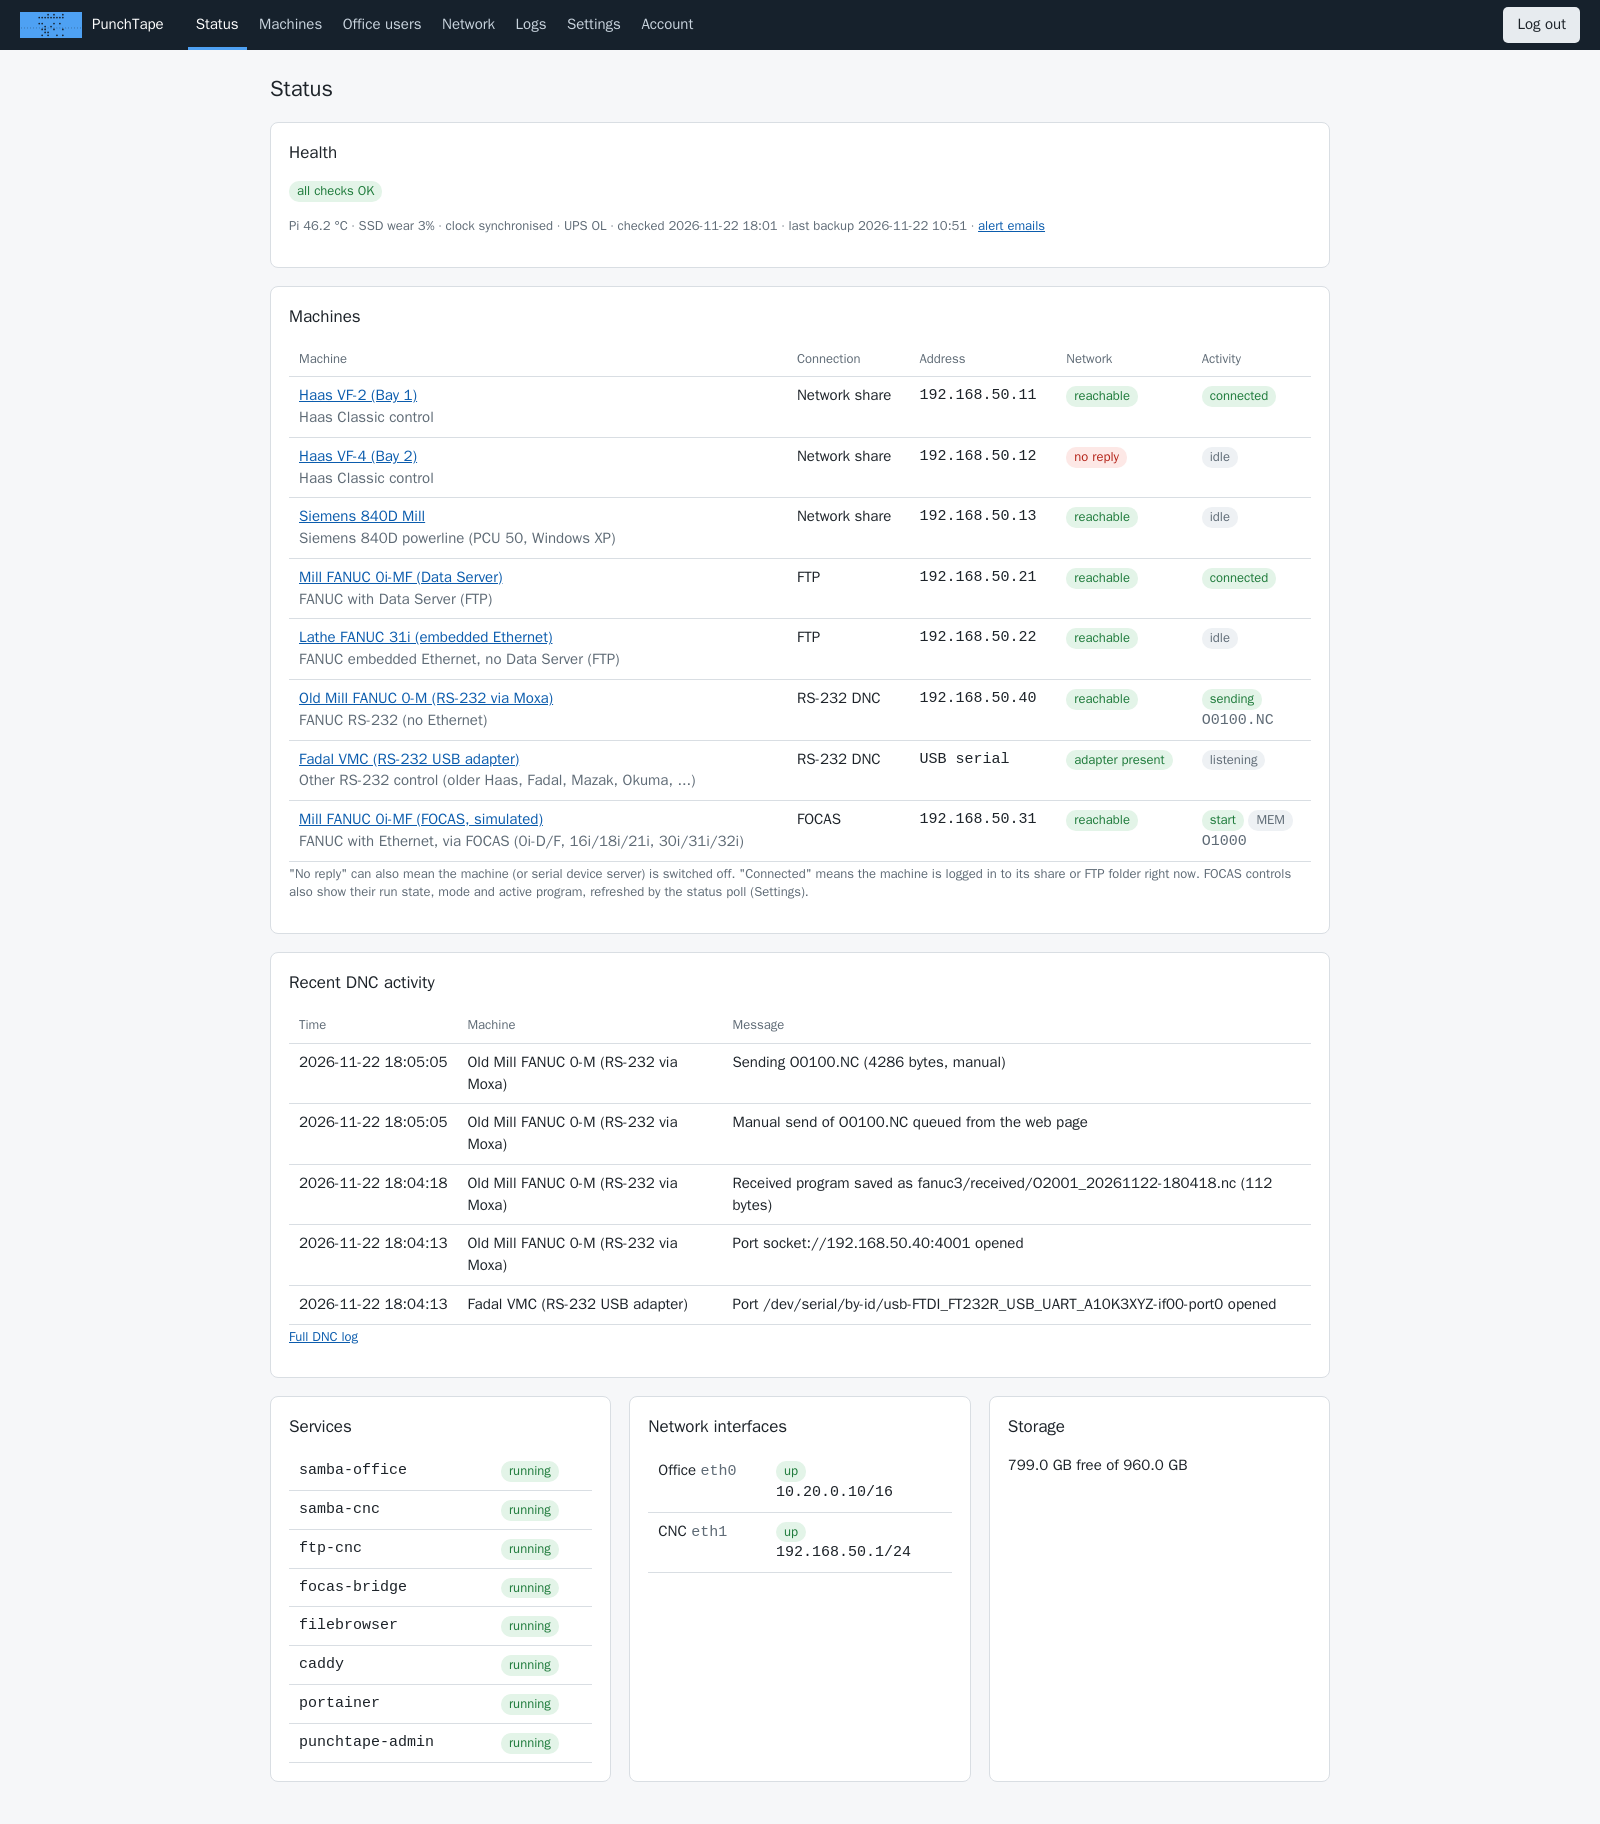 PunchTape Status Machines Office users Network Logs Settings Account Log out
Status
Health
all checks OK
Pi 46.2 °C · SSD wear 3% · clock synchronised · UPS OL · checked 2026-11-22 18:01 · last backup 2026-11-22 10:51 · alert emails
Machines
Machine Connection Address Network Activity
Haas VF-2 (Bay 1) Network share 192.168.50.11 reachable connected
Haas Classic control
Haas VF-4 (Bay 2) Network share 192.168.50.12 no reply idle
Haas Classic control
Siemens 840D Mill Network share 192.168.50.13 reachable idle
Siemens 840D powerline (PCU 50, Windows XP)
Mill FANUC 0i-MF (Data Server) FTP 192.168.50.21 reachable connected
FANUC with Data Server (FTP)
Lathe FANUC 31i (embedded Ethernet) FTP 192.168.50.22 reachable idle
FANUC embedded Ethernet, no Data Server (FTP)
Old Mill FANUC 0-M (RS-232 via Moxa) RS-232 DNC 192.168.50.40 reachable sending
FANUC RS-232 (no Ethernet) O0100.NC
Fadal VMC (RS-232 USB adapter) RS-232 DNC USB serial adapter present listening
Other RS-232 control (older Haas, Fadal, Mazak, Okuma, ...)
Mill FANUC 0i-MF (FOCAS, simulated) FOCAS 192.168.50.31 reachable start MEM
FANUC with Ethernet, via FOCAS (0i-D/F, 16i/18i/21i, 30i/31i/32i) O1000
"No reply" can also mean the machine (or serial device server) is switched off. "Connected" means the machine is logged in to its share or FTP folder right now. FOCAS controls
also show their run state, mode and active program, refreshed by the status poll (Settings).
Recent DNC activity
Time Machine Message
2026-11-22 18:05:05 Old Mill FANUC 0-M (RS-232 via Sending O0100.NC (4286 bytes, manual)
Moxa)
2026-11-22 18:05:05 Old Mill FANUC 0-M (RS-232 via Manual send of O0100.NC queued from the web page
Moxa)
2026-11-22 18:04:18 Old Mill FANUC 0-M (RS-232 via Received program saved as fanuc3/received/O2001_20261122-180418.nc (112
Moxa) bytes)
2026-11-22 18:04:13 Old Mill FANUC 0-M (RS-232 via Port socket://192.168.50.40:4001 opened
Moxa)
2026-11-22 18:04:13 Fadal VMC (RS-232 USB adapter) Port /dev/serial/by-id/usb-FTDI_FT232R_USB_UART_A10K3XYZ-if00-port0 opened
Full DNC log
Services
samba-office running
samba-cnc running
ftp-cnc running
focas-bridge running
filebrowser running
caddy running
portainer running
punchtape-admin running
Network interfaces
Office eth0 up
10.20.0.10/16
CNC eth1 up
192.168.50.1/24
Storage
799.0 GB free of 960.0 GB